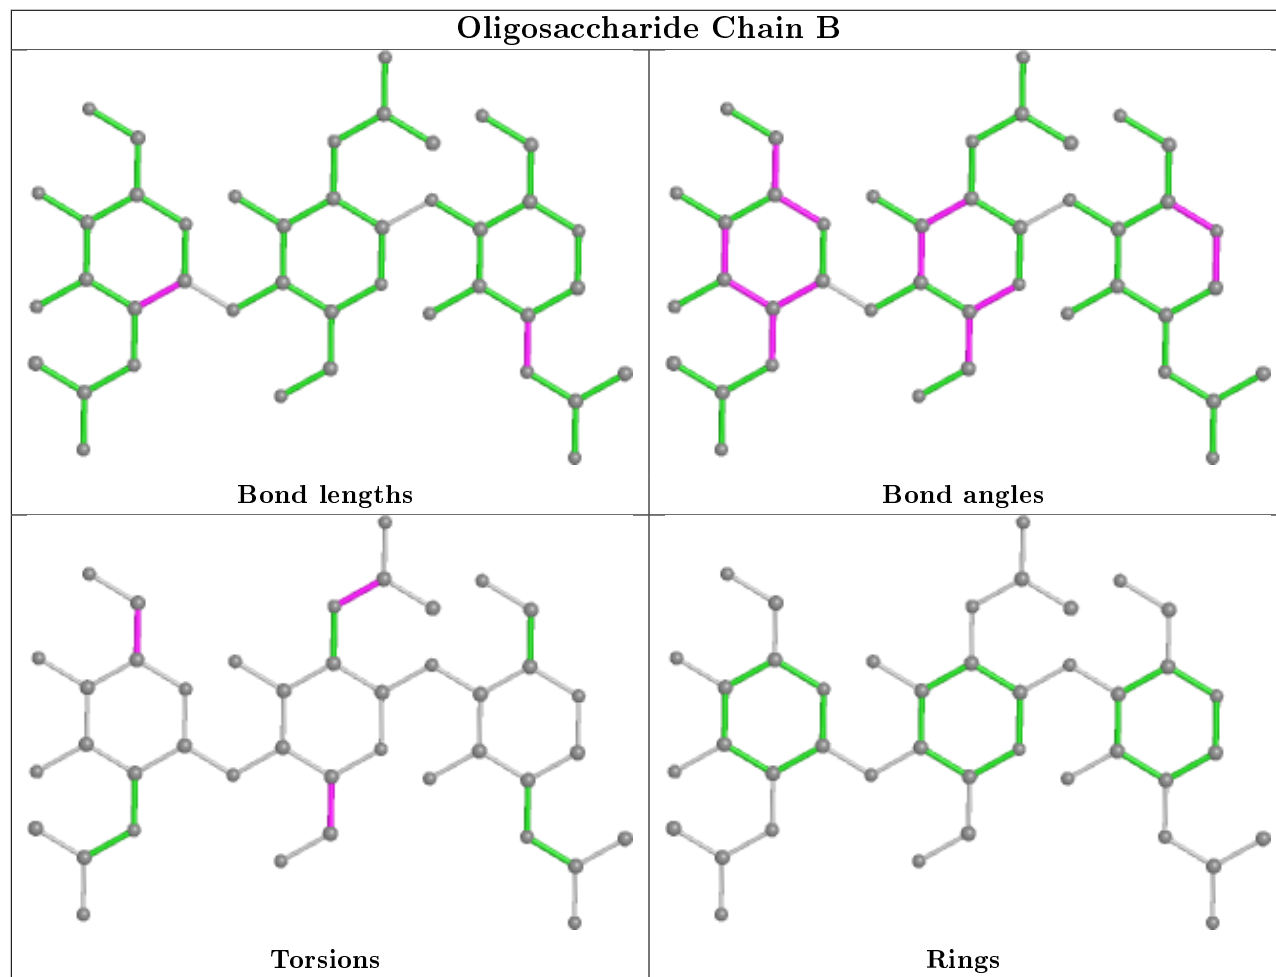 Oligosaccharide Chain B
Bond lengths
Bond angles
Torsions
Rings